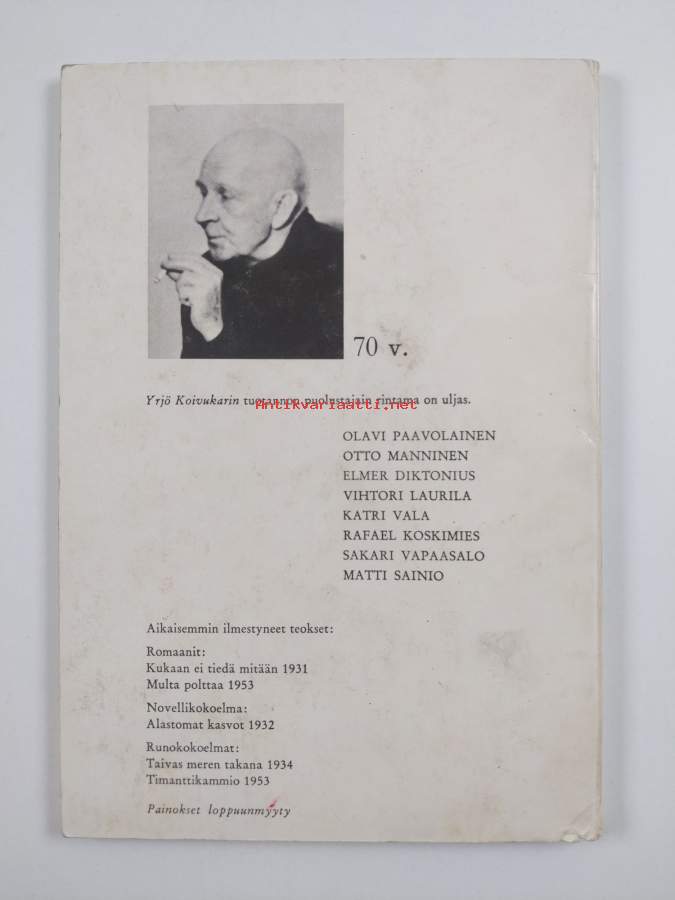 70 v.
Yrjö Koivukarin tuotannon puolustajain rintama on uljas.
Antikvariaatti.net
OLAVI PAAVOLAINEN
OTTO MANNINEN
ELMER DIKTONIUS
VIHTORI LAURILA
KATRI VALA
RAFAEL KOSKIMIES
SAKARI VAPAASALO
MATTI SAINIO
Aikaisemmin ilmestyneet teokset:
Romaanit:
Kukaan ei tiedä mitään 1931
Multa polttaa 1953
Novellikokoelma:
Alastomat kasvot 1932
Runokokoelmat:
Taivas meren takana 1934
Timanttikammio 1953
Painokset loppuunmyyty